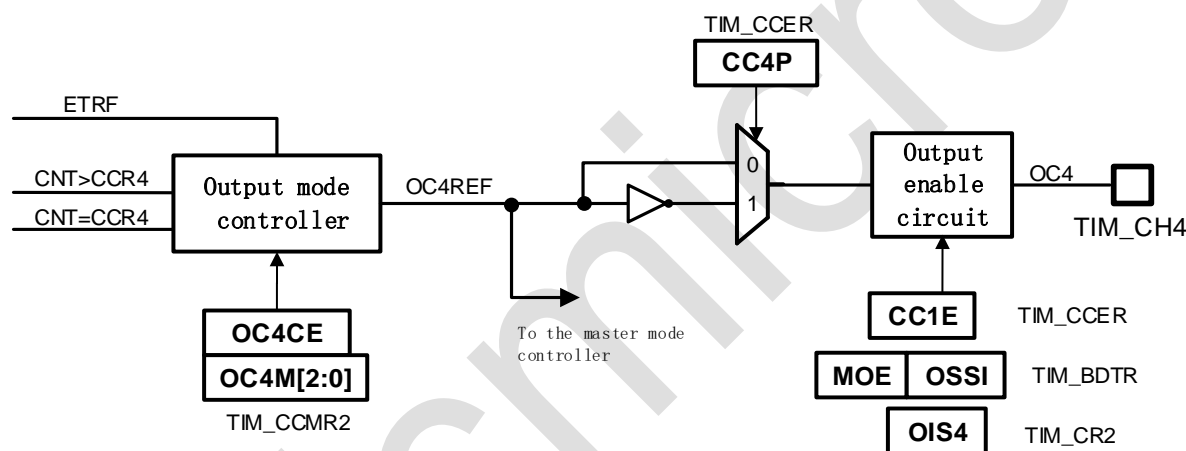 TIM_CCER
CC4P
ETRF
CNT>CCR4
CNT=CCR4
Output mode
controller
OC4REF
0
1
Output
enable
circuit
OC4
TIM_CH4
To the master mode
controller
OC4CE
OC4M[2:0]
TIM_CCMR2
CC1E TIM_CCER
MOE OSSI TIM_BDTR
OIS4 TIM_CR2